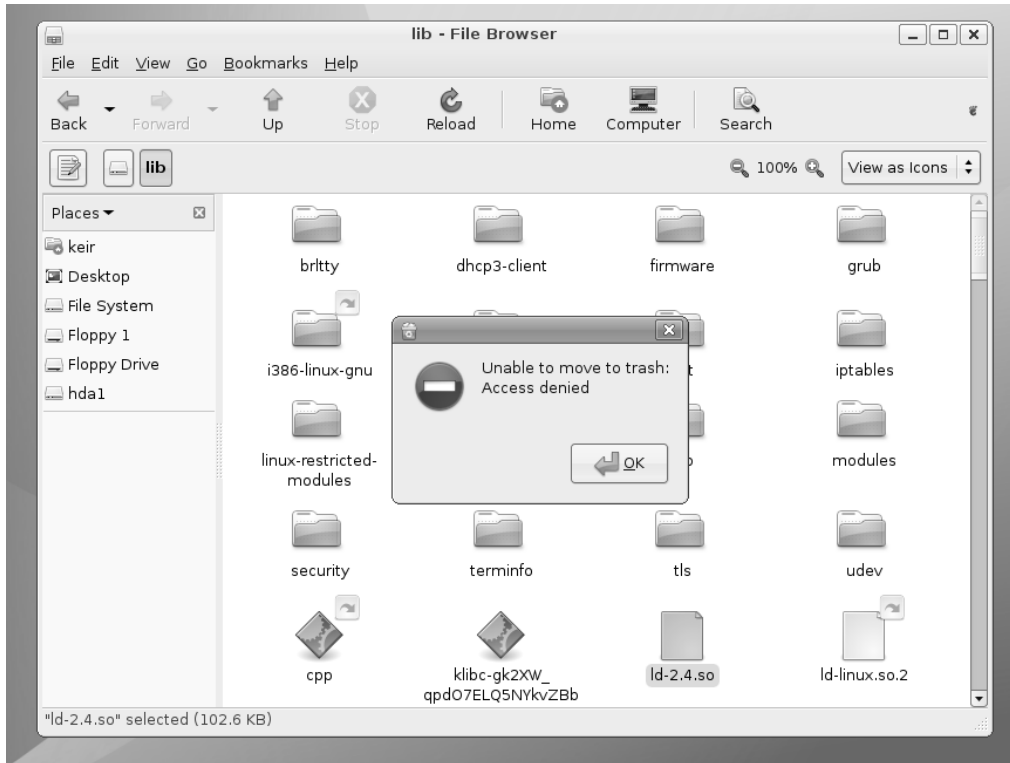 lib - File Browser
File Edit View Go Bookmarks Help
Back Forward Up Stop Reload Home Computer Search
lib 100% View as Icons
Places
keir
Desktop
File System
Floppy 1
Floppy Drive
hda1
brltty dhcp3-client firmware grub
i386-linux-gnu iptables
Unable to move to trash:
Access denied
OK
linux-restricted-
modules
modules
security terminfo tls udev
cpp klibc-gk2XW_
qpdO7ELQ5NYkvZBb
ld-2.4.so ld-linux.so.2
"ld-2.4.so" selected (102.6 KB)